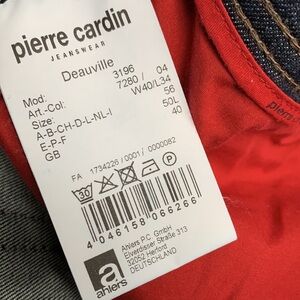 pierre cardin
JEANSWEAR
Deauville
Mod: 3196
Art.-Col: 7280 / 04
Size: W40/L34
A-B-CH-D-L-NL-I 56
E-P-F 50L
GB 40
FA 1734226 / 0001 / 0000082
30
4 046158 066266
a
ahlers
Ahlers P.C. GmbH
Elverdisser Straße 313
32052 Herford
DEUTSCHLAND